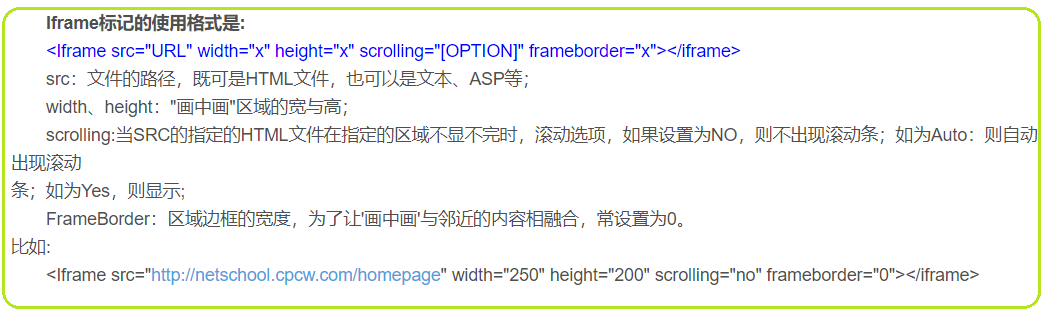 Iframe标记的使用格式是:
<Iframe src="URL" width="x" height="x" scrolling="[OPTION]" frameborder="x"></iframe>
src：文件的路径，既可是HTML文件，也可以是文本、ASP等；
width、height："画中画"区域的宽与高；
scrolling:当SRC的指定的HTML文件在指定的区域不显不完时，滚动选项，如果设置为NO，则不出现滚动条；如为Auto：则自动
出现滚动
条；如为Yes，则显示;
FrameBorder：区域边框的宽度，为了让'画中画'与邻近的内容相融合，常设置为0。
比如:
<Iframe src="http://netschool.cpcw.com/homepage" width="250" height="200" scrolling="no" frameborder="0"></iframe>